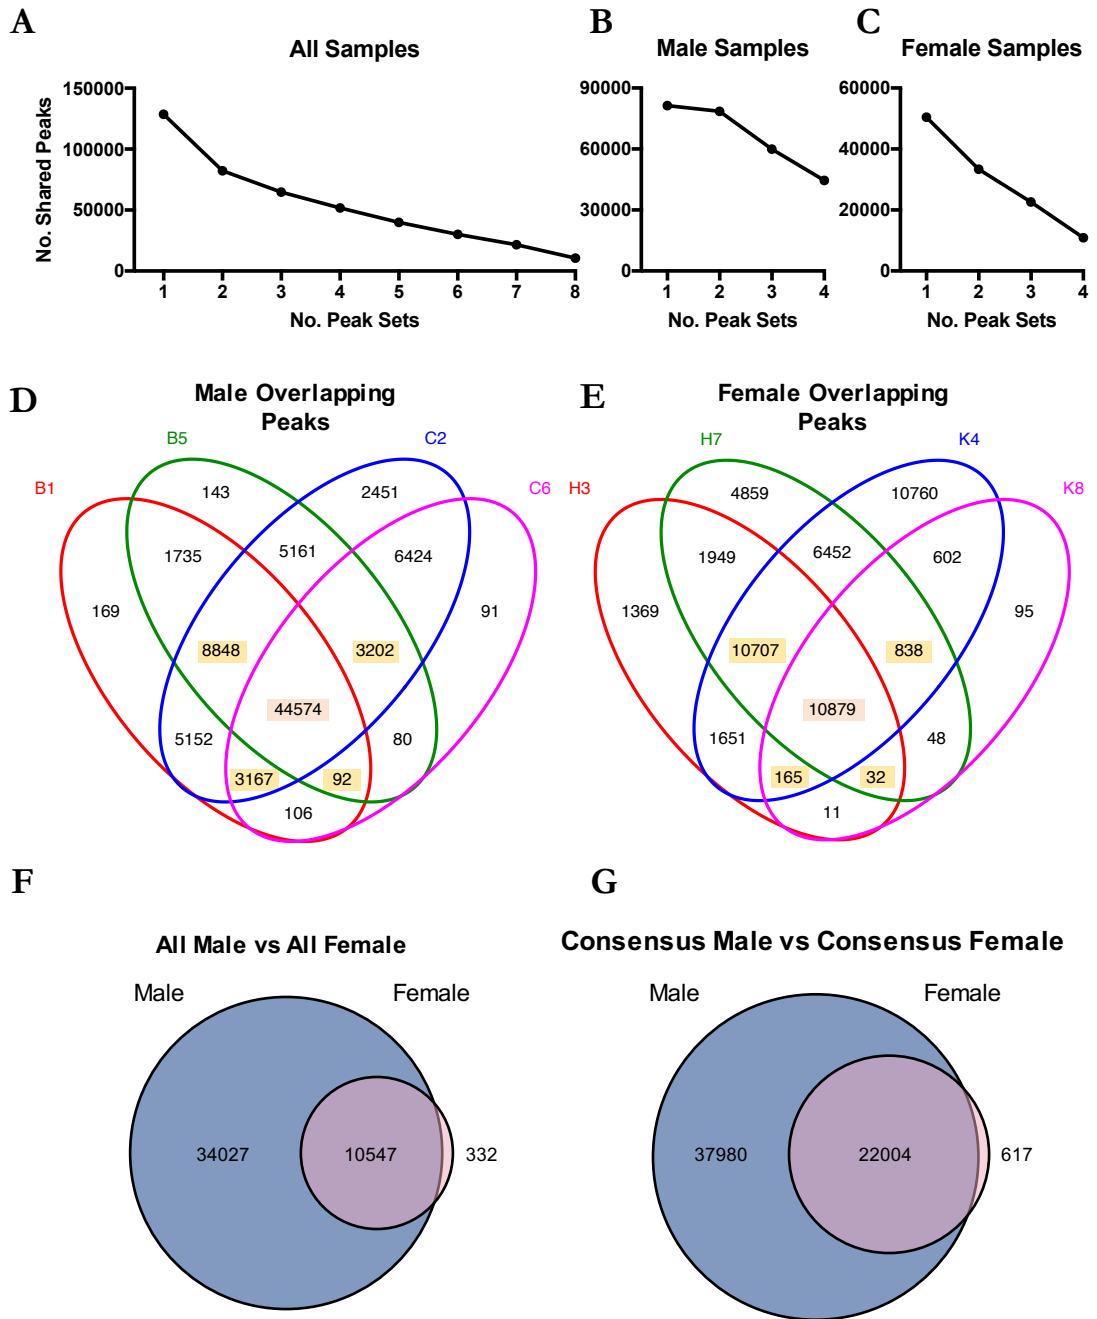 A
B
C
All Samples
Male Samples
Female Samples
No. Shared Peaks
150000
100000
50000
0
1 2 3 4 5 6 7 8
No. Peak Sets
90000
60000
30000
0
1 2 3 4
No. Peak Sets
60000
40000
20000
0
1 2 3 4
No. Peak Sets
D
Male Overlapping
Peaks
B1
B5
C2
C6
143
2451
1735
5161
6424
169
91
8848
3202
44574
5152
80
3167
92
106
E
Female Overlapping
Peaks
H3
H7
K4
K8
4859
10760
1949
6452
602
1369
95
10707
838
10879
1651
48
165
32
11
F
All Male vs All Female
Male
Female
34027
10547
332
G
Consensus Male vs Consensus Female
Male
Female
37980
22004
617